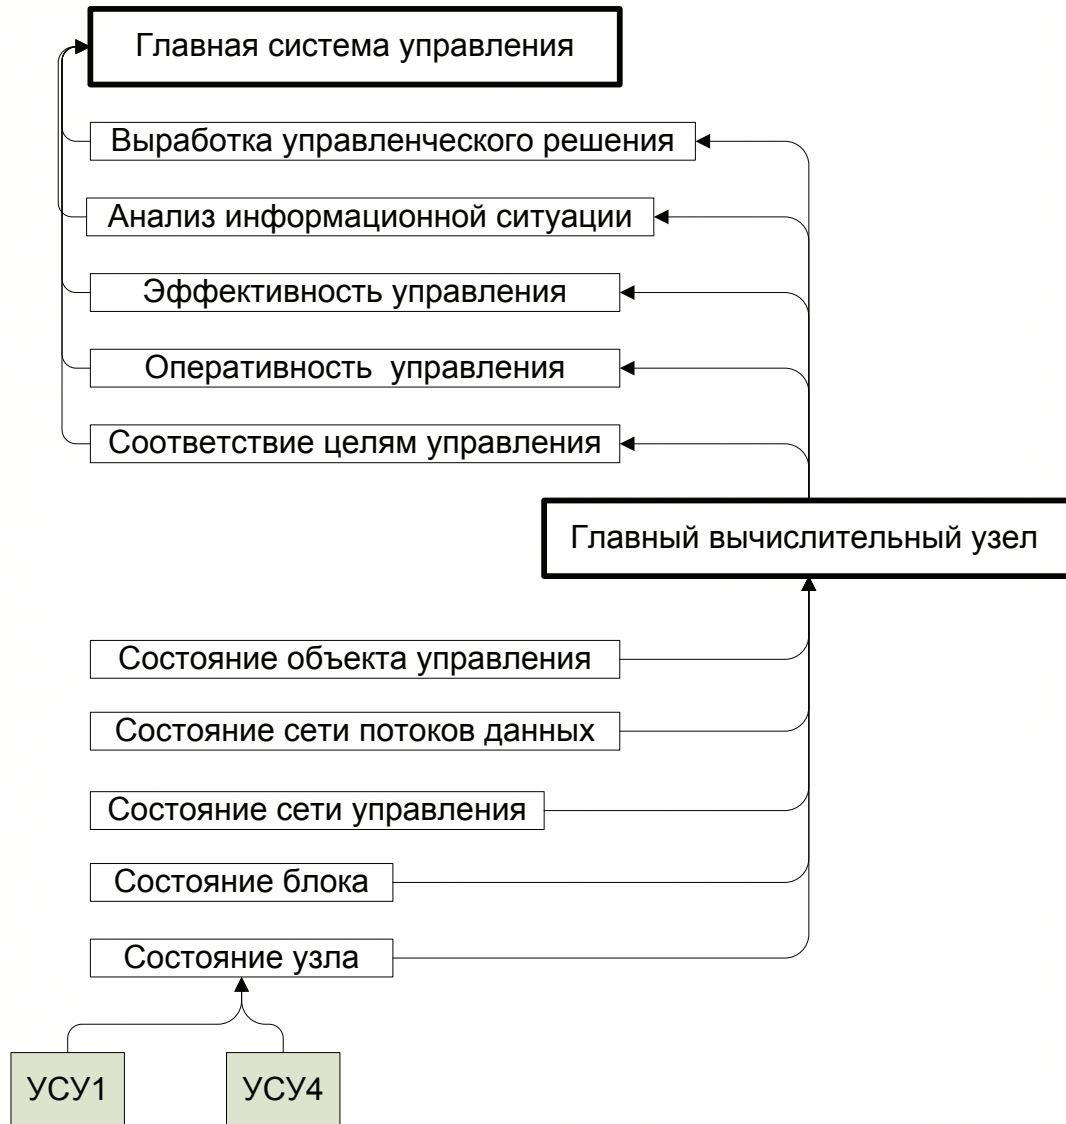 Главная система управления
Выработка управленческого решения
Анализ информационной ситуации
Эффективность управления
Оперативность управления
Соответствие целям управления
Главный вычислительный узел
Состояние объекта управления
Состояние сети потоков данных
Состояние сети управления
Состояние блока
Состояние узла
УСУ1
УСУ4